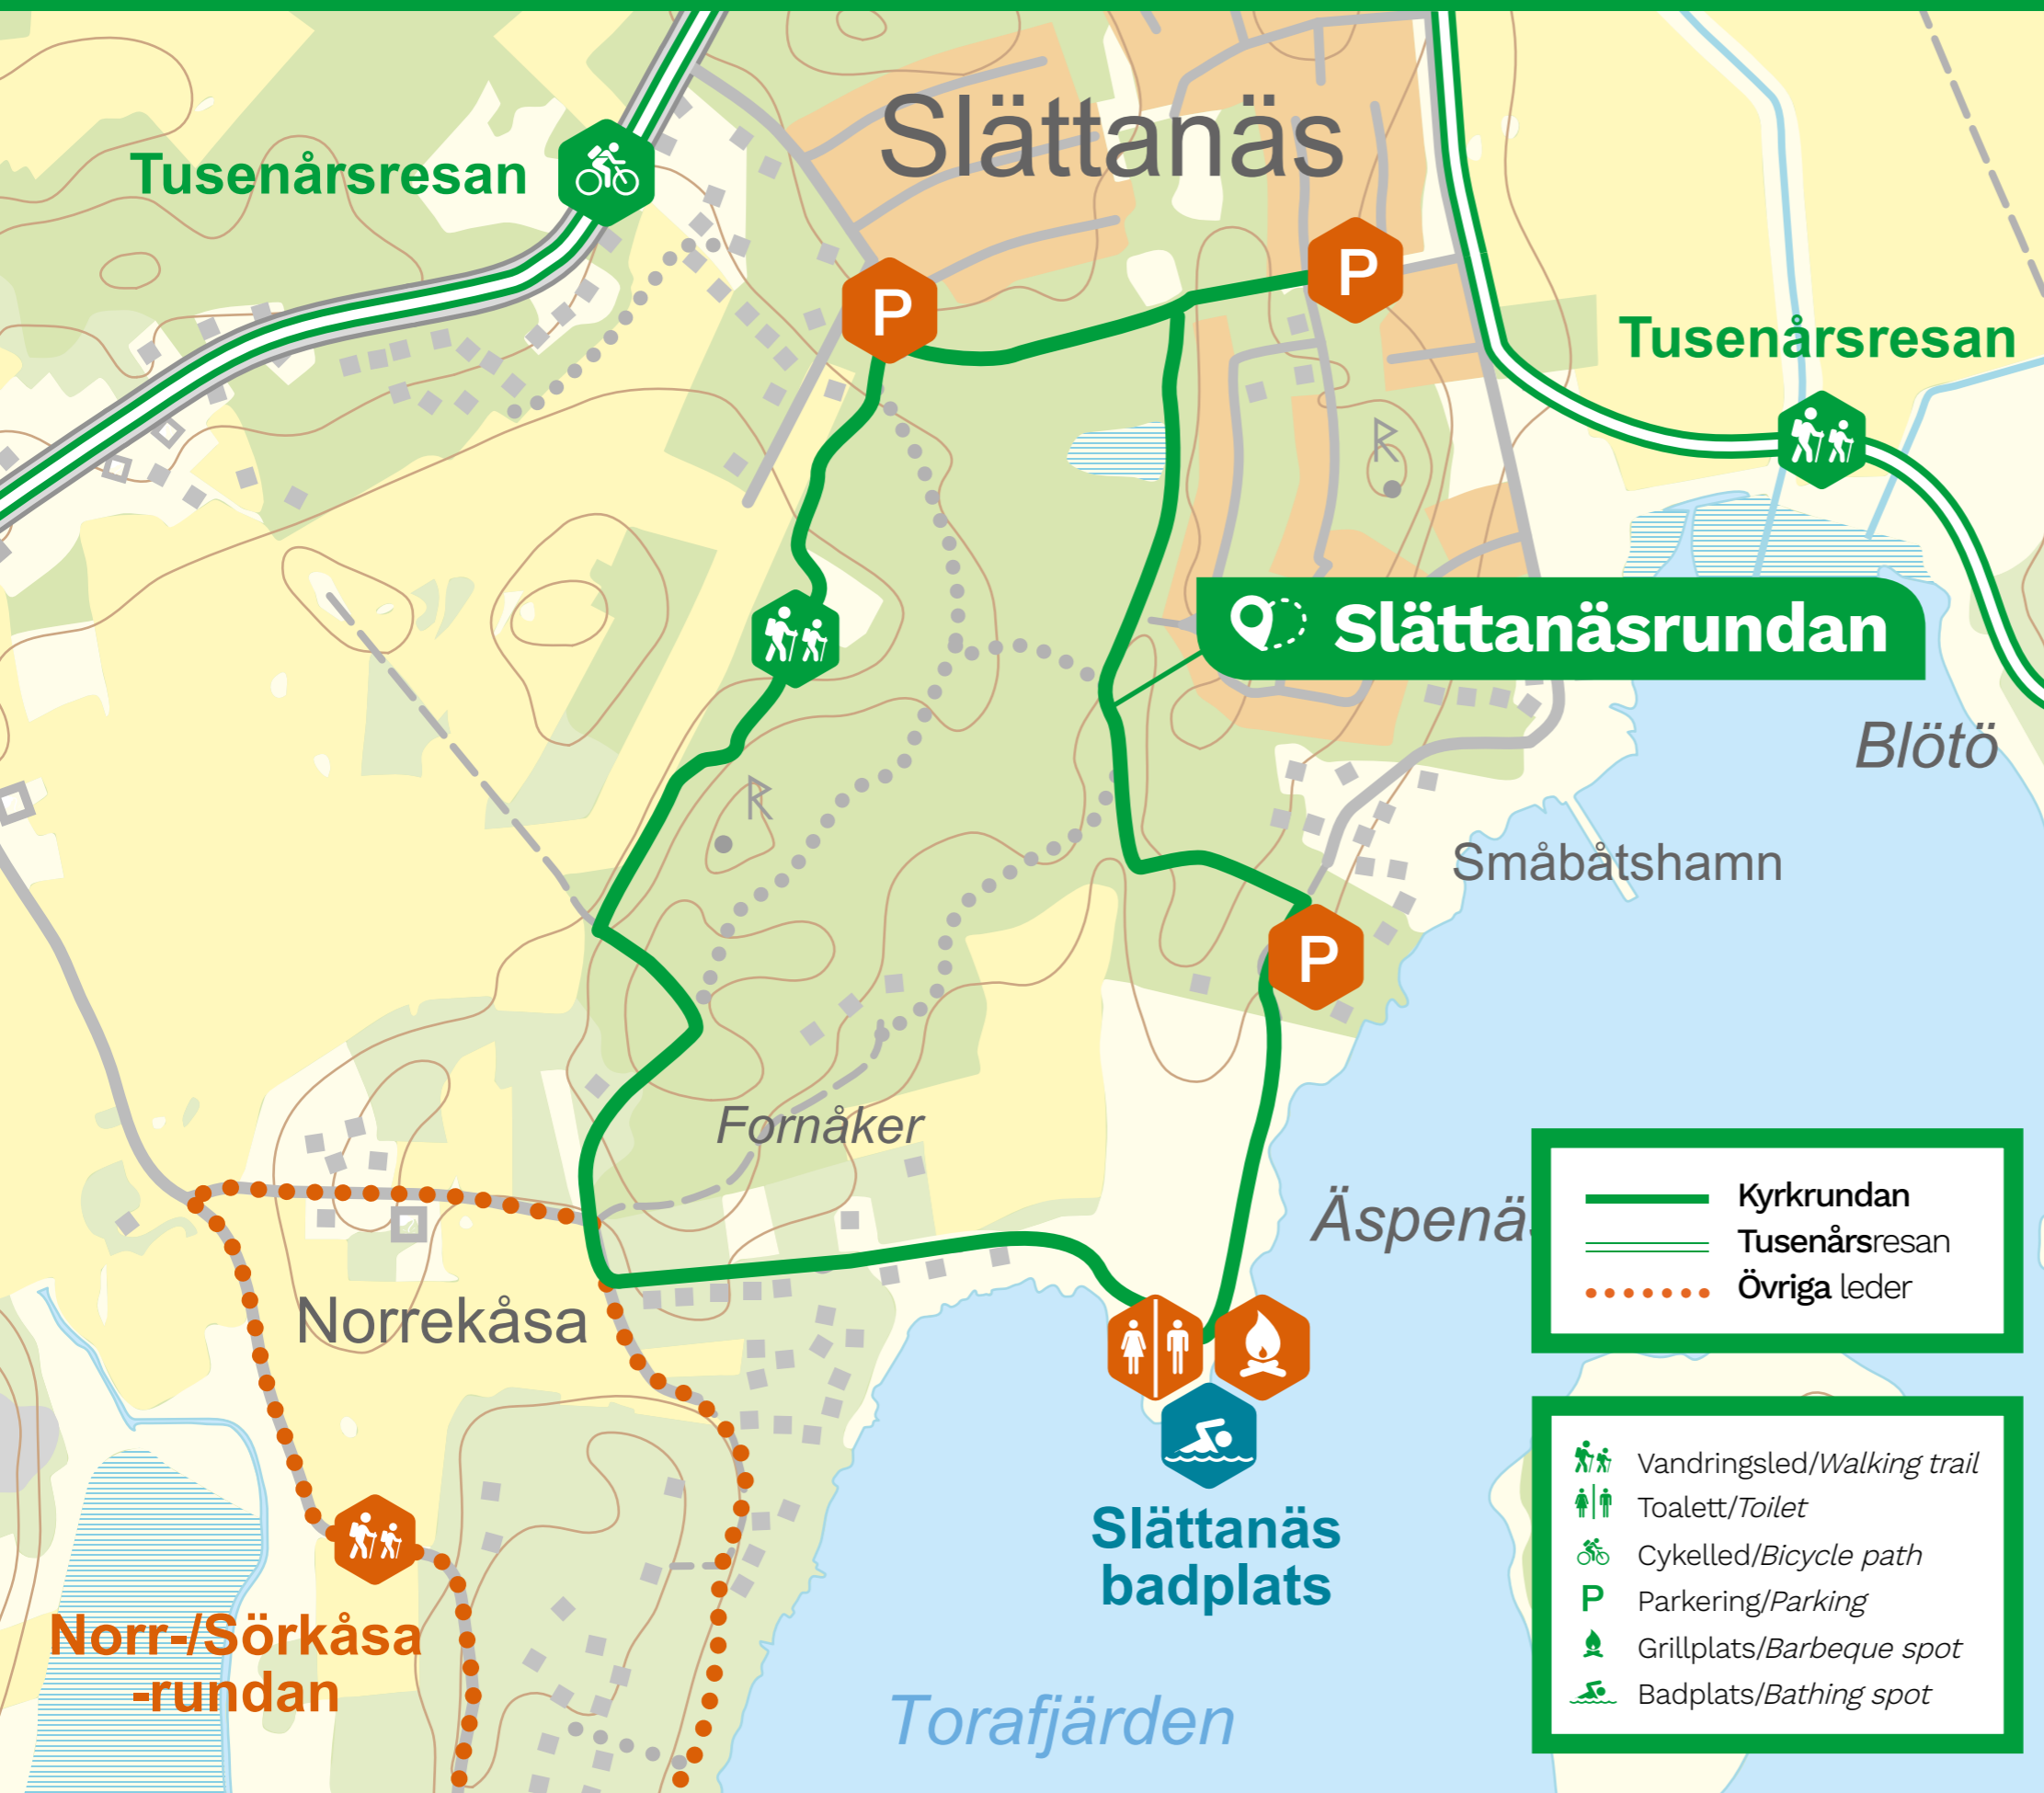 Slättanäs
Tusenårsresan
P
P
Tusenårsresan
R
Slättanäsrundan
Blötö
R
Småbåtshamn
P
Fornåker
Äspenäs
Kyrkrundan
Tusenårsresan
Övriga leder
Norrekåsa
Slättanäs
badplats
Norr-/Sörkåsa
-rundan
Torafjärden
Vandringsled/Walking trail
Toalett/Toilet
Cykelled/Bicycle path
P Parkering/Parking
Grillplats/Barbeque spot
Badplats/Bathing spot